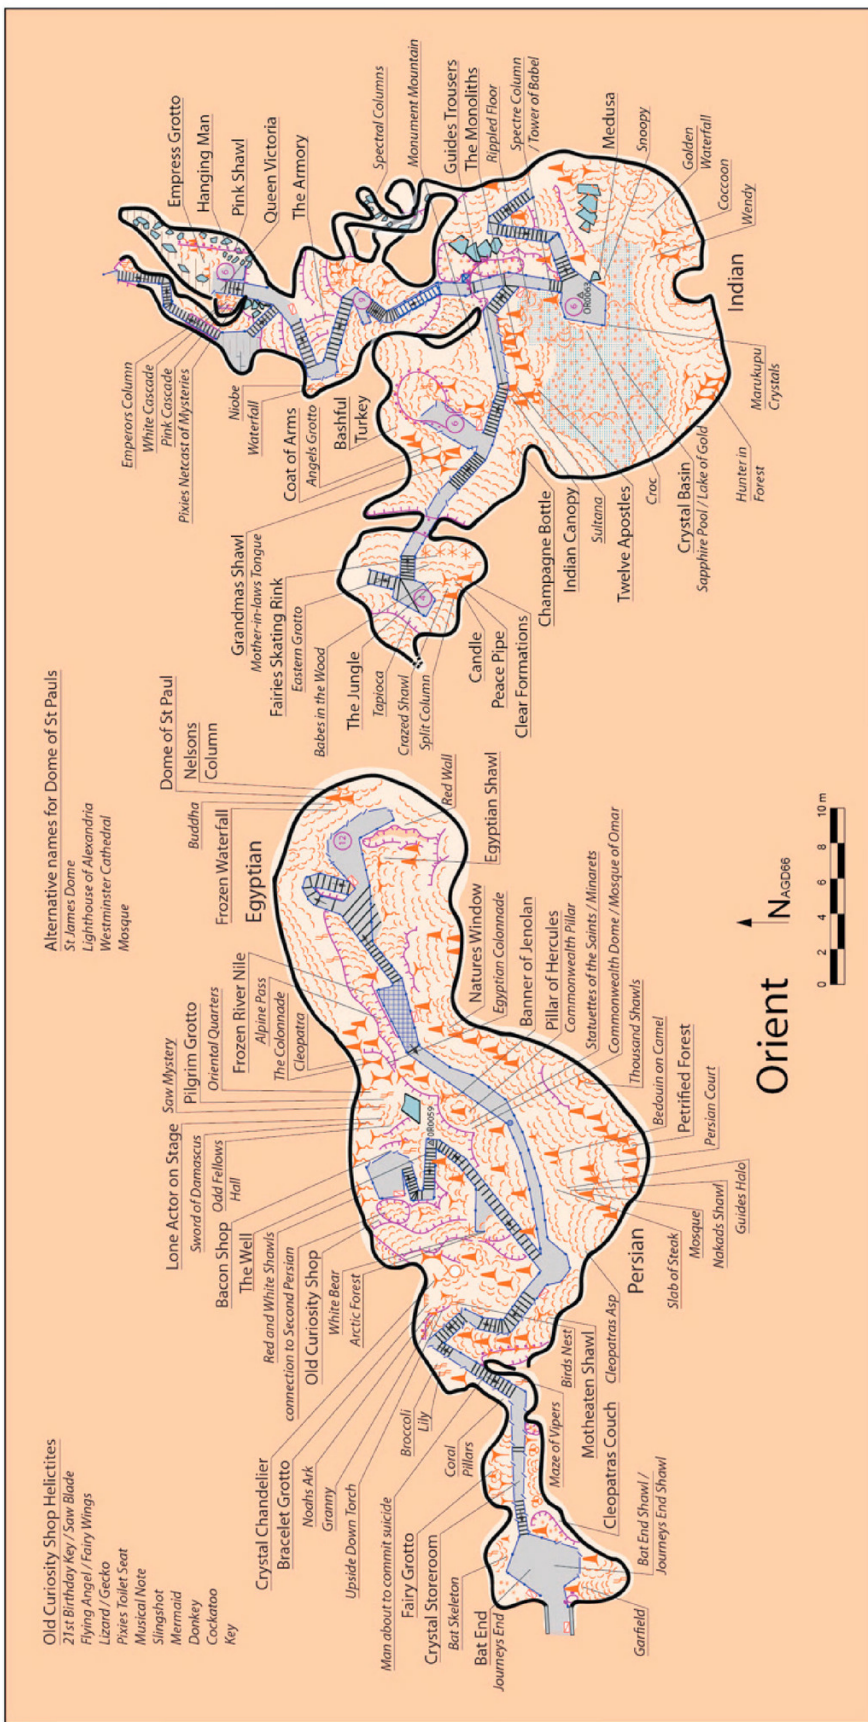 Old Curiosity Shop Helictites
21st Birthday Key / Saw Blade
Flying Angel / Fairy Wings
Lizard / Gecko
Pixies Toilet Seat
Musical Note
Slingshot
Mermaid
Donkey
Cockatoo
Key
Alternative names for Dome of St Pauls
St James Dome
Lighthouse of Alexandria
Westminster Cathedral
Mosque
Crystal Chandelier
Bracelet Grotto
Noahs Ark
Granny
Upside Down Torch
Man about to commit suicide
Fairy Grotto
Crystal Storeroom
Bat Skeleton
Bat End
Journeys End
Broccoli
Lily
Coral
Pillars
Lone Actor on Stage
Sword of Damascus
Odd Fellows
Hall
Bacon Shop
The Well
Red and White Shawls
connection to Second Persian
Old Curiosity Shop
White Bear
Arctic Forest
Saw Mystery
Pilgrim Grotto
Oriental Quarters
Frozen River Nile
Alpine Pass
The Colonnade
Cleopatra
Dome of St Paul
Nelsons
Column
Buddha
Frozen Waterfall
Egyptian
12
OR0059
Red Wall
Egyptian Shawl
Natures Window
Egyptian Colonnade
Banner of Jenolan
Pillar of Hercules
Commonwealth Pillar
Statuettes of the Saints / Minarets
Commonwealth Dome / Mosque of Omar
Thousand Shawls
Bedouin on Camel
Petrified Forest
Persian Court
Guides Halo
Nakads Shawl
Mosque
Slab of Steak
Persian
Cleopatras Asp
Birds Nest
Motheaten Shawl
Maze of Vipers
Cleopatras Couch
Bat End Shawl /
Journeys End Shawl
Garfield
Orient
NAGD66
0 2 4 6 8 10 m
Emperors Column
White Cascade
Pink Cascade
Pixies Netcast of Mysteries
Niobe
Waterfall
Coat of Arms
Angels Grotto
Bashful
Turkey
Grandmas Shawl
Mother-in-laws Tongue
Fairies Skating Rink
Eastern Grotto
Babes in the Wood
The Jungle
Tapioca
Crazed Shawl
Split Column
Candle
Peace Pipe
Clear Formations
Empress Grotto
Hanging Man
Pink Shawl
Queen Victoria
The Armory
Spectral Columns
Monument Mountain
Guides Trousers
The Monoliths
Rippled Floor
Spectre Column
/ Tower of Babel
Medusa
Snoopy
Golden
Waterfall
Coccoon
Wendy
Indian
OR0063
Marukupu
Crystals
Hunter in
Forest
Crystal Basin
Sapphire Pool / Lake of Gold
Croc
Twelve Apostles
Sultana
Indian Canopy
Champagne Bottle